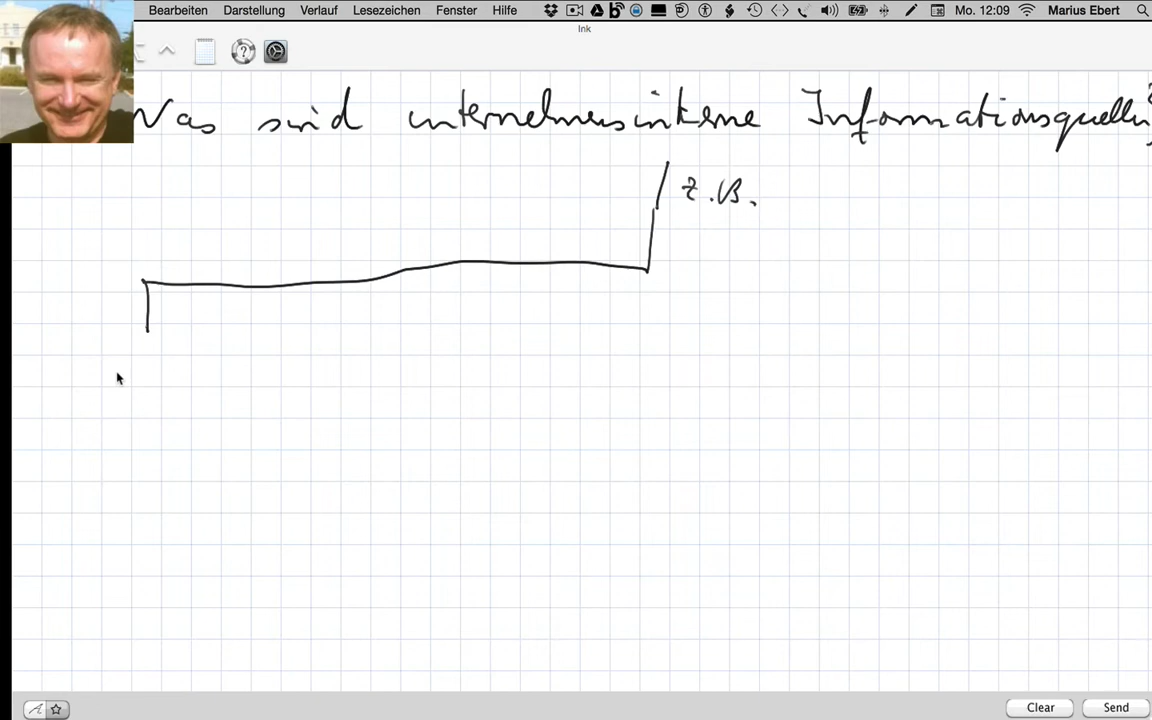 Bearbeiten Darstellung Verlauf Lesezeichen Fenster Hilfe Mo. 12:09 Marius Ebert
Ink
Was sind unternehmensinterne Informationsquellen?
z.B.
Clear Send